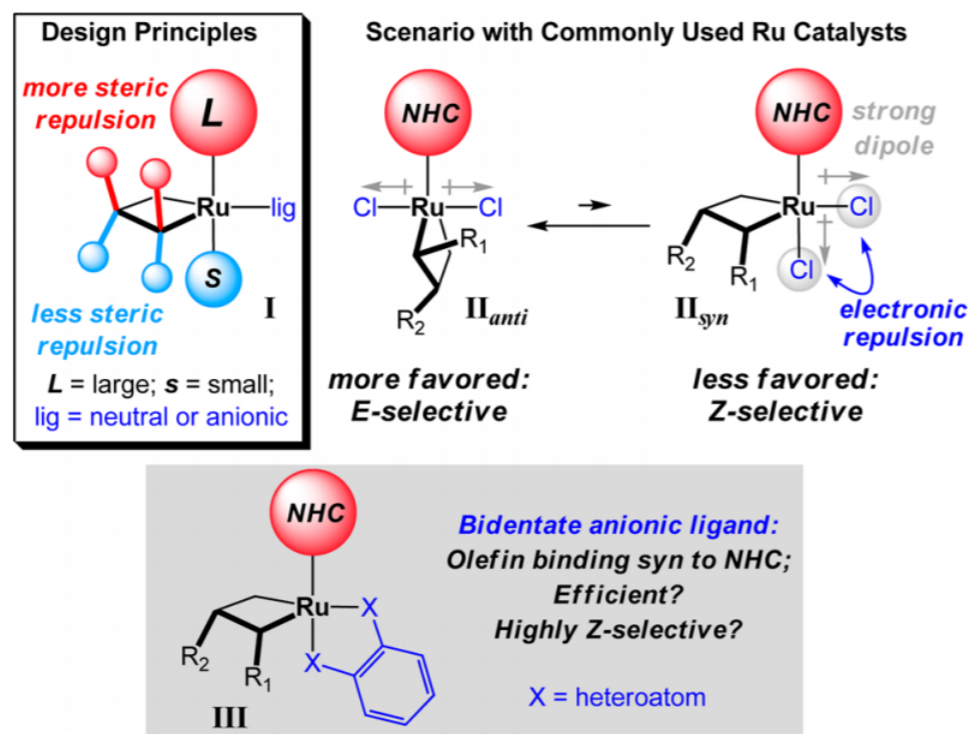 Design Principles
more steric
repulsion
L
Ru
lig
s
less steric
repulsion
I
L = large; s = small;
lig = neutral or anionic
Scenario with Commonly Used Ru Catalysts
NHC
Cl
Ru
Cl
R1
R2
IIanti
more favored:
E-selective
NHC
strong
dipole
Ru
Cl
Cl
R2
R1
IIsyn
electronic
repulsion
less favored:
Z-selective
NHC
Ru
X
X
R2
R1
III
Bidentate anionic ligand:
Olefin binding syn to NHC;
Efficient?
Highly Z-selective?
X = heteroatom